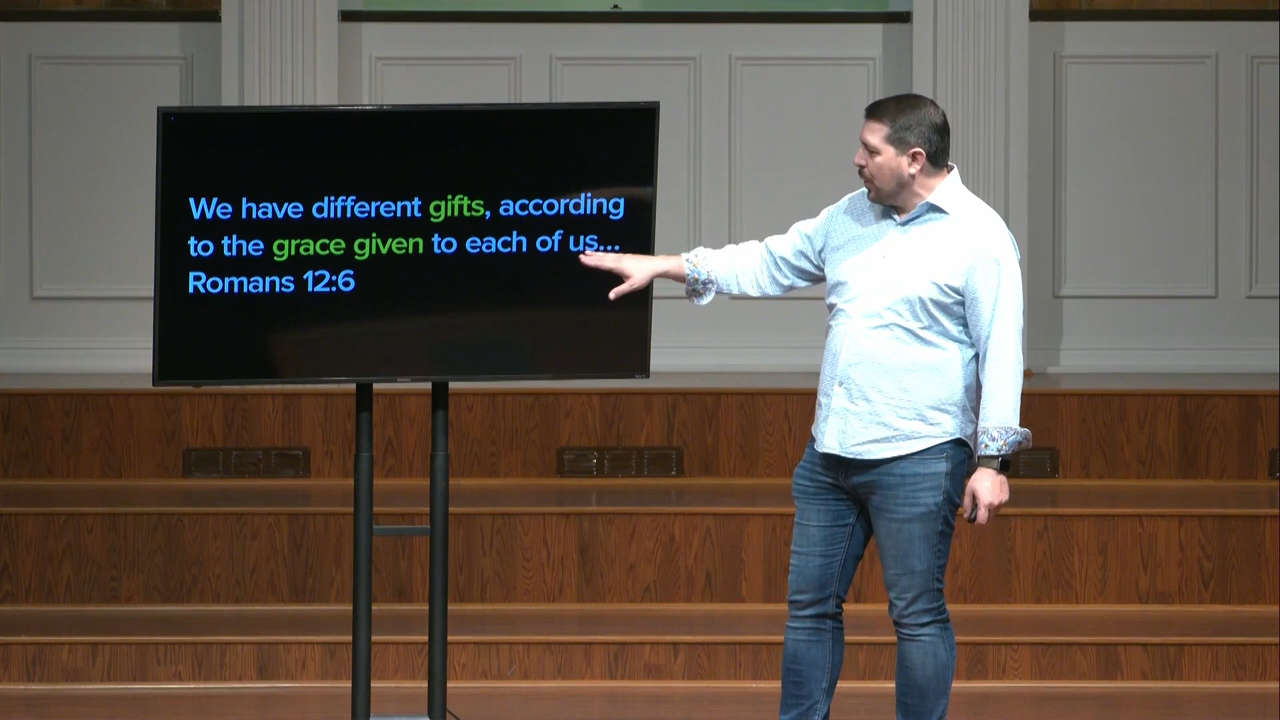 We have different gifts, according
to the grace given to each of us...
Romans 12:6